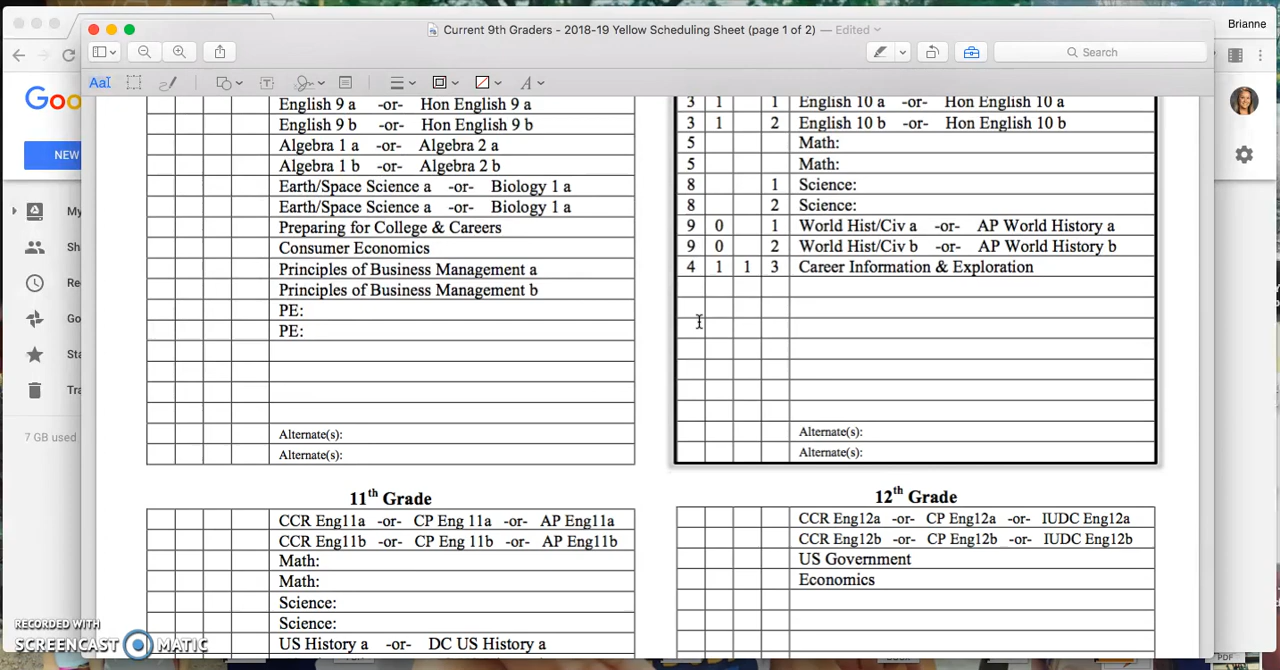 Current 9th Graders - 2018-19 Yellow Scheduling Sheet (page 1 of 2) — Edited
Brianne
Search
AaI
Goo
NEW
My
Sh
Re
Go
Sta
Tra
7 GB used
English 9 a -or- Hon English 9 a
English 9 b -or- Hon English 9 b
Algebra 1 a -or- Algebra 2 a
Algebra 1 b -or- Algebra 2 b
Earth/Space Science a -or- Biology 1 a
Earth/Space Science a -or- Biology 1 a
Preparing for College & Careers
Consumer Economics
Principles of Business Management a
Principles of Business Management b
PE:
PE:
Alternate(s):
Alternate(s):
3 1 1 English 10 a -or- Hon English 10 a
3 1 2 English 10 b -or- Hon English 10 b
5 Math:
5 Math:
8 1 Science:
8 2 Science:
9 0 1 World Hist/Civ a -or- AP World History a
9 0 2 World Hist/Civ b -or- AP World History b
4 1 1 3 Career Information & Exploration
Alternate(s):
Alternate(s):
11th Grade
CCR Eng11a -or- CP Eng 11a -or- AP Eng11a
CCR Eng11b -or- CP Eng 11b -or- AP Eng11b
Math:
Math:
Science:
Science:
US History a -or- DC US History a
12th Grade
CCR Eng12a -or- CP Eng12a -or- IUDC Eng12a
CCR Eng12b -or- CP Eng12b -or- IUDC Eng12b
US Government
Economics
RECORDED WITH
SCREENCAST MATIC
PDF